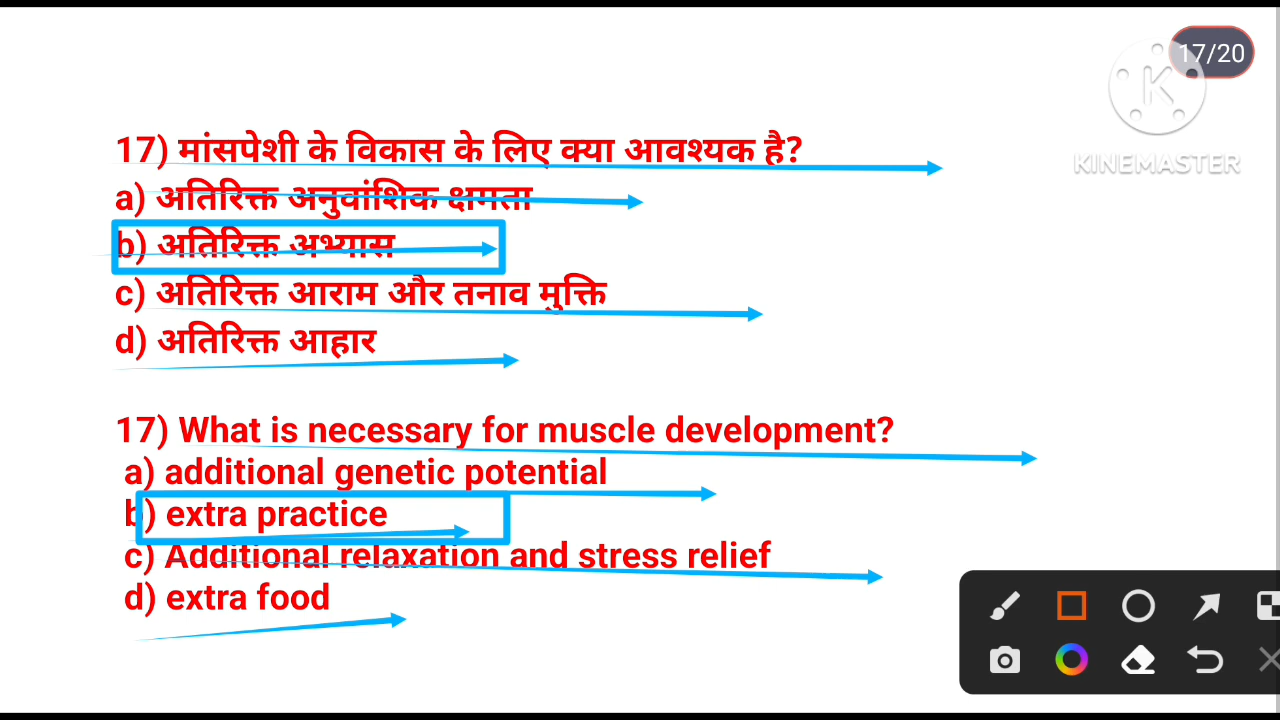 17/20
KINEMASTER
17) मांसपेशी के विकास के लिए क्या आवश्यक है?
a) अतिरिक्त अनुवांशिक क्षमता
b) अतिरिक्त अभ्यास
c) अतिरिक्त आराम और तनाव मुक्ति
d) अतिरिक्त आहार
17) What is necessary for muscle development?
a) additional genetic potential
b) extra practice
c) Additional relaxation and stress relief
d) extra food